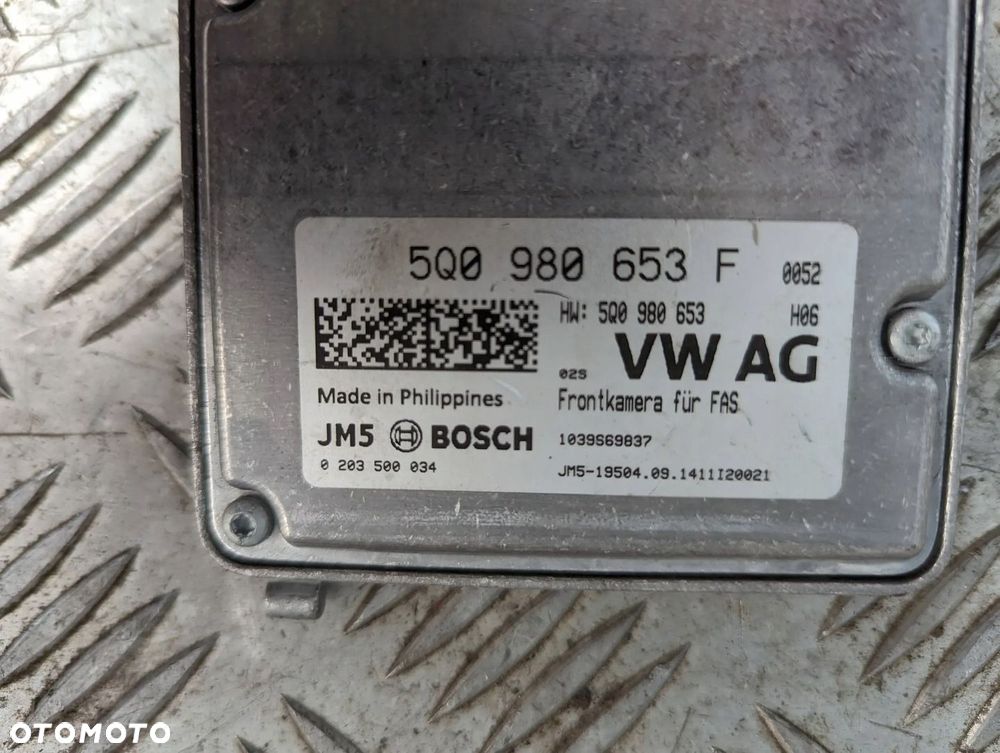 5Q0 980 653 F 0052
HW: 5Q0 980 653 H06
02S VW AG
Made in Philippines Frontkamera für FAS
JM5 BOSCH 1039S69837
0 203 500 034 JM5-19504.09.1411I20021
OTOMOTO